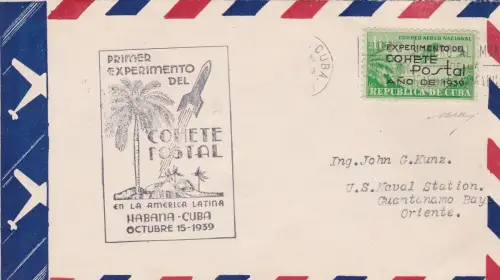 PRIMER
EXPERIMENTO
DEL
COHETE
POSTAL
EN LA AMERICA LATINA
HABANA-CUBA
OCTUBRE 15-1939
CUBA
CORREO AEREO NACIONAL
EXPERIMENTO DEL
COHETE
Postal
AÑO DE 1939
REPUBLICA DE CUBA
Ing.John G.Kunz.
U.S.Naval Station.
Guantanamo Bay
Oriente.